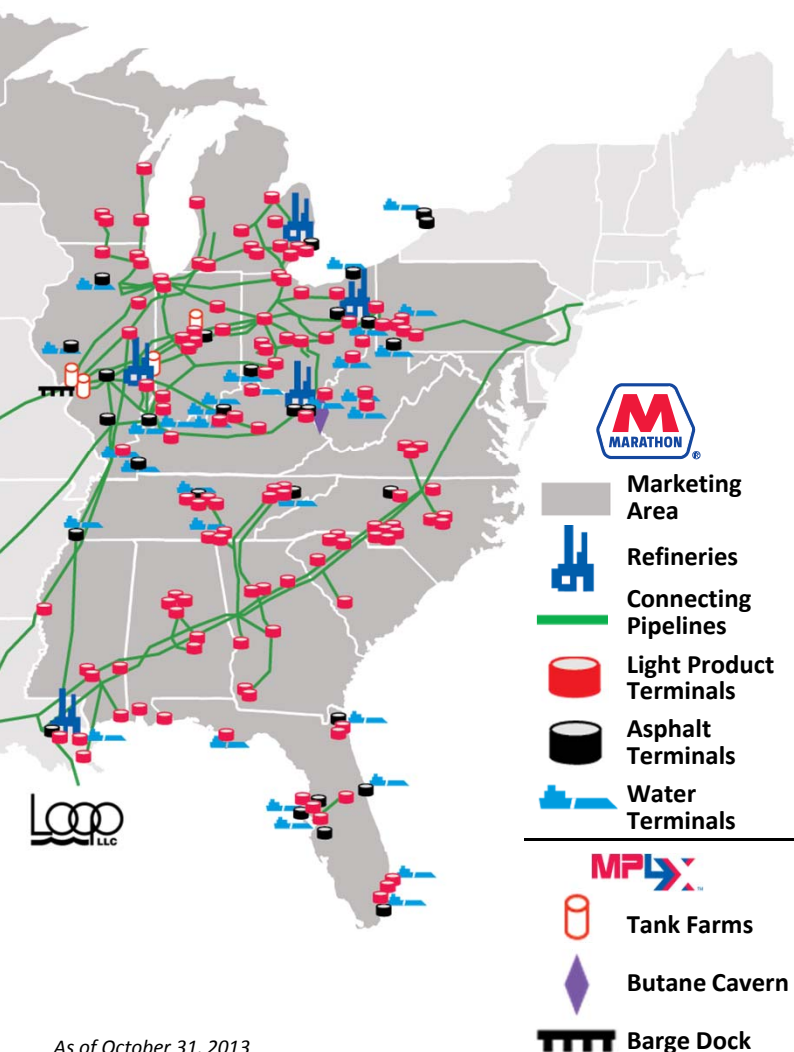 M
MARATHON
®
Marketing
Area
Refineries
Connecting
Pipelines
Light Product
Terminals
Asphalt
Terminals
Water
Terminals
LOOP
LLC
MPLX
™
Tank Farms
Butane Cavern
Barge Dock
As of October 31, 2013